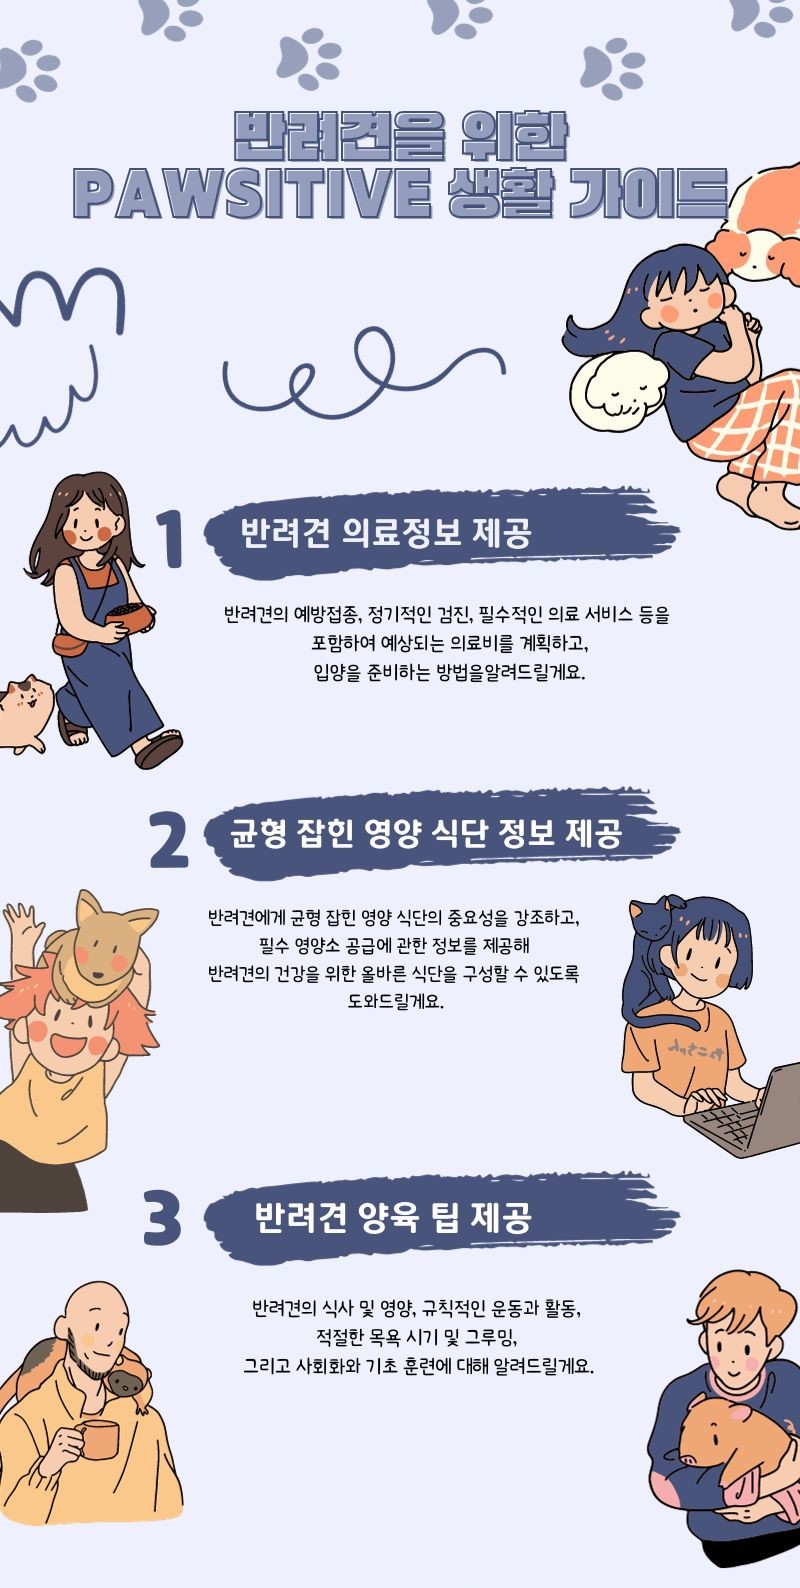 반려견을 위한
PAWSITIVE 생활 가이드
1
반려견 의료정보 제공
반려견의 예방접종, 정기적인 검진, 필수적인 의료 서비스 등을
포함하여 예상되는 의료비를 계획하고,
입양을 준비하는 방법을알려드릴게요.
2
균형 잡힌 영양 식단 정보 제공
반려견에게 균형 잡힌 영양 식단의 중요성을 강조하고,
필수 영양소 공급에 관한 정보를 제공해
반려견의 건강을 위한 올바른 식단을 구성할 수 있도록
도와드릴게요.
3
반려견 양육 팁 제공
반려견의 식사 및 영양, 규칙적인 운동과 활동,
적절한 목욕 시기 및 그루밍,
그리고 사회화와 기초 훈련에 대해 알려드릴게요.